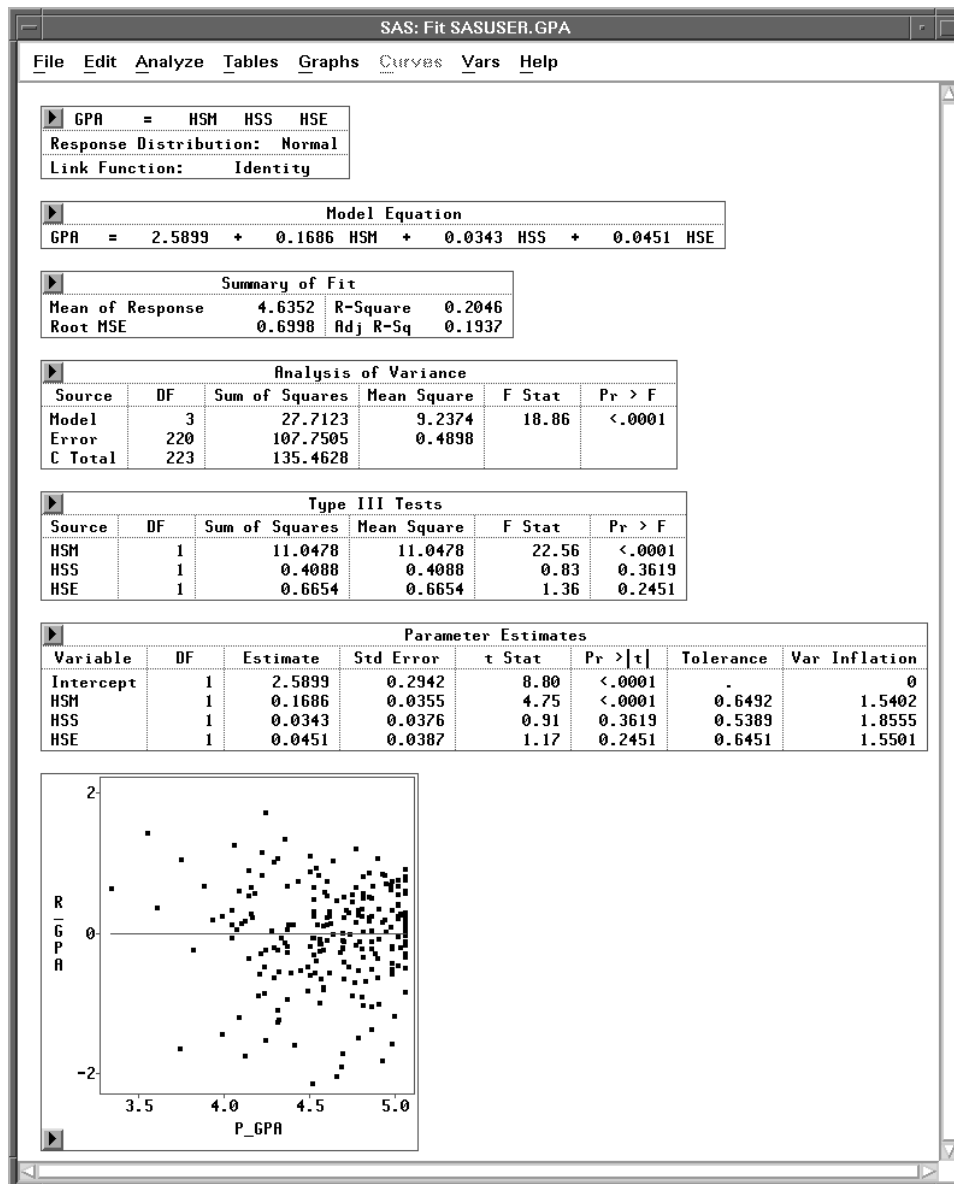 SAS: Fit SASUSER.GPA
File Edit Analyze Tables Graphs Curves Vars Help
GPA = HSM HSS HSE
Response Distribution: Normal
Link Function: Identity
Model Equation
GPA = 2.5899 + 0.1686 HSM + 0.0343 HSS + 0.0451 HSE
Summary of Fit
Mean of Response 4.6352 R-Square 0.2046
Root MSE 0.6998 Adj R-Sq 0.1937
Analysis of Variance
Source DF Sum of Squares Mean Square F Stat Pr > F
Model 3 27.7123 9.2374 18.86 <.0001
Error 220 107.7505 0.4898
C Total 223 135.4628
Type III Tests
Source DF Sum of Squares Mean Square F Stat Pr > F
HSM 1 11.0478 11.0478 22.56 <.0001
HSS 1 0.4088 0.4088 0.83 0.3619
HSE 1 0.6654 0.6654 1.36 0.2451
Parameter Estimates
Variable DF Estimate Std Error t Stat Pr >|t| Tolerance Var Inflation
Intercept 1 2.5899 0.2942 8.80 <.0001 . 0
HSM 1 0.1686 0.0355 4.75 <.0001 0.6492 1.5402
HSS 1 0.0343 0.0376 0.91 0.3619 0.5389 1.8555
HSE 1 0.0451 0.0387 1.17 0.2451 0.6451 1.5501
R_GPA
2
0
-2
3.5 4.0 4.5 5.0
P_GPA